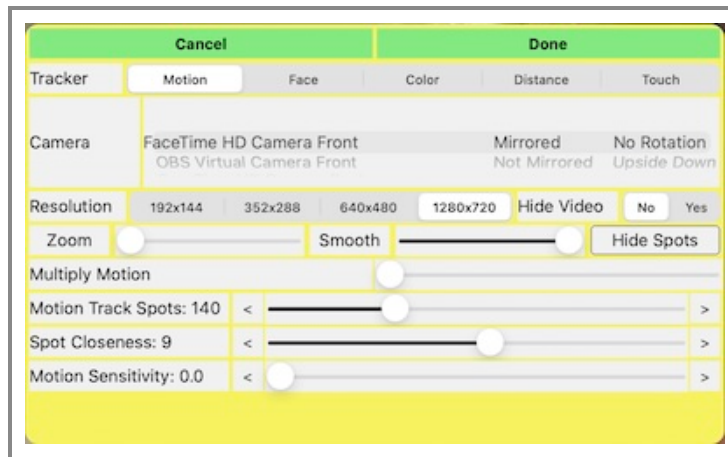 Cancel Done
Tracker Motion Face Color Distance Touch
Camera FaceTime HD Camera Front Mirrored No Rotation
OBS Virtual Camera Front Not Mirrored Upside Down
Resolution 192x144 352x288 640x480 1280x720 Hide Video No Yes
Zoom Smooth Hide Spots
Multiply Motion
Motion Track Spots: 140 < >
Spot Closeness: 9 < >
Motion Sensitivity: 0.0 < >